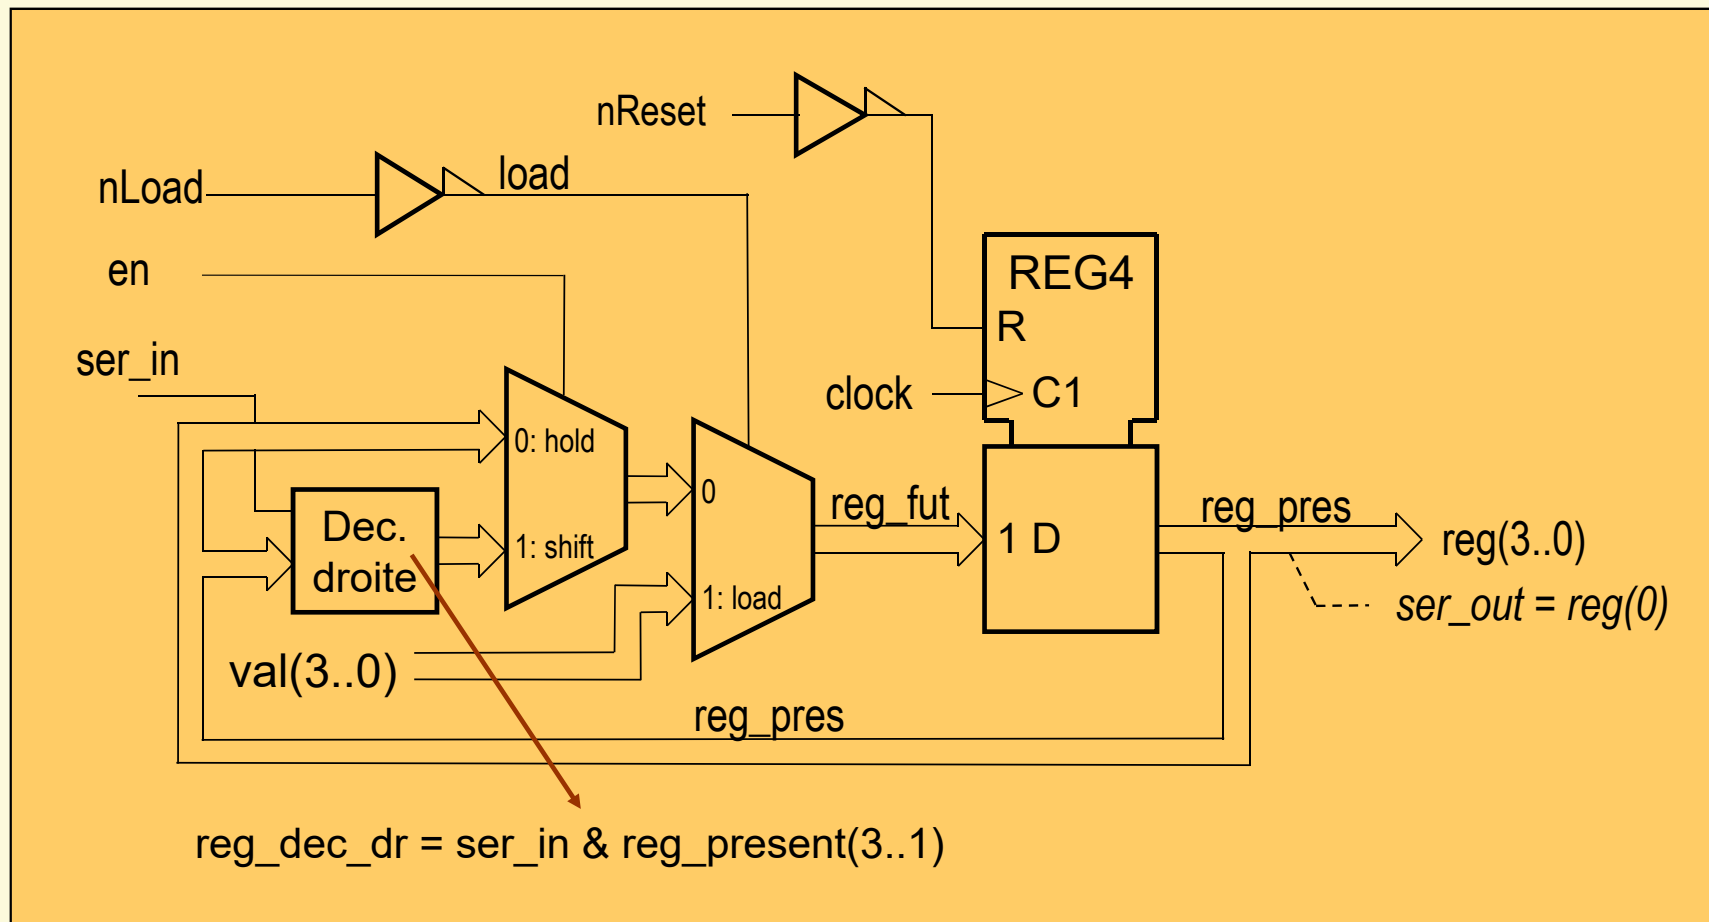 nReset
nLoad
load
en
REG4
R
ser_in
clock
C1
0: hold
0
reg_fut
reg_pres
Dec.
droite
1: shift
1 D
reg(3..0)
1: load
ser_out = reg(0)
val(3..0)
reg_pres
reg_dec_dr = ser_in & reg_present(3..1)